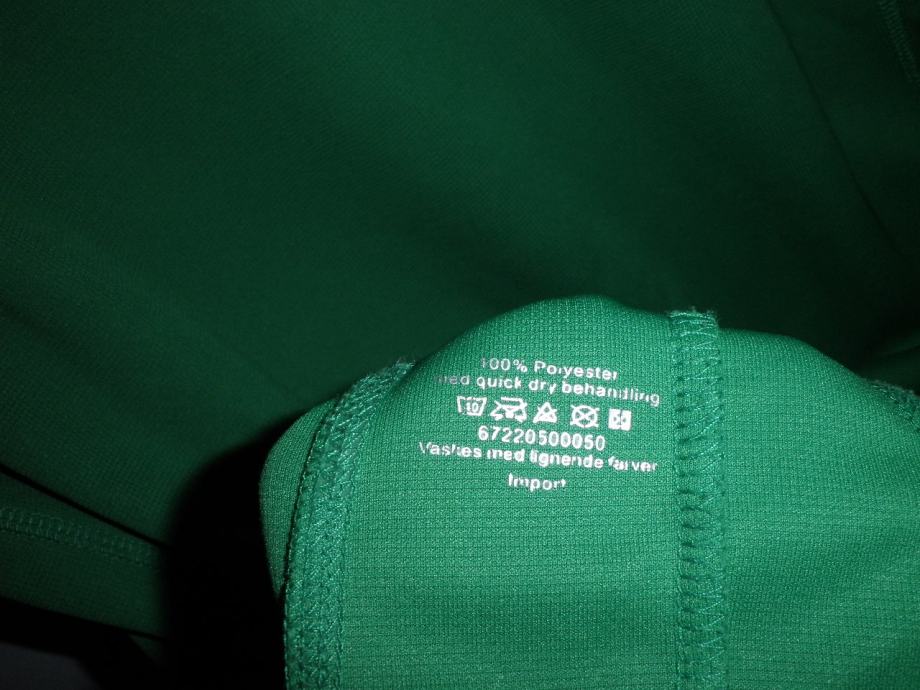 100% Polyester
med quick dry behandling
67220500050
Vaskes med lignende farver
Import